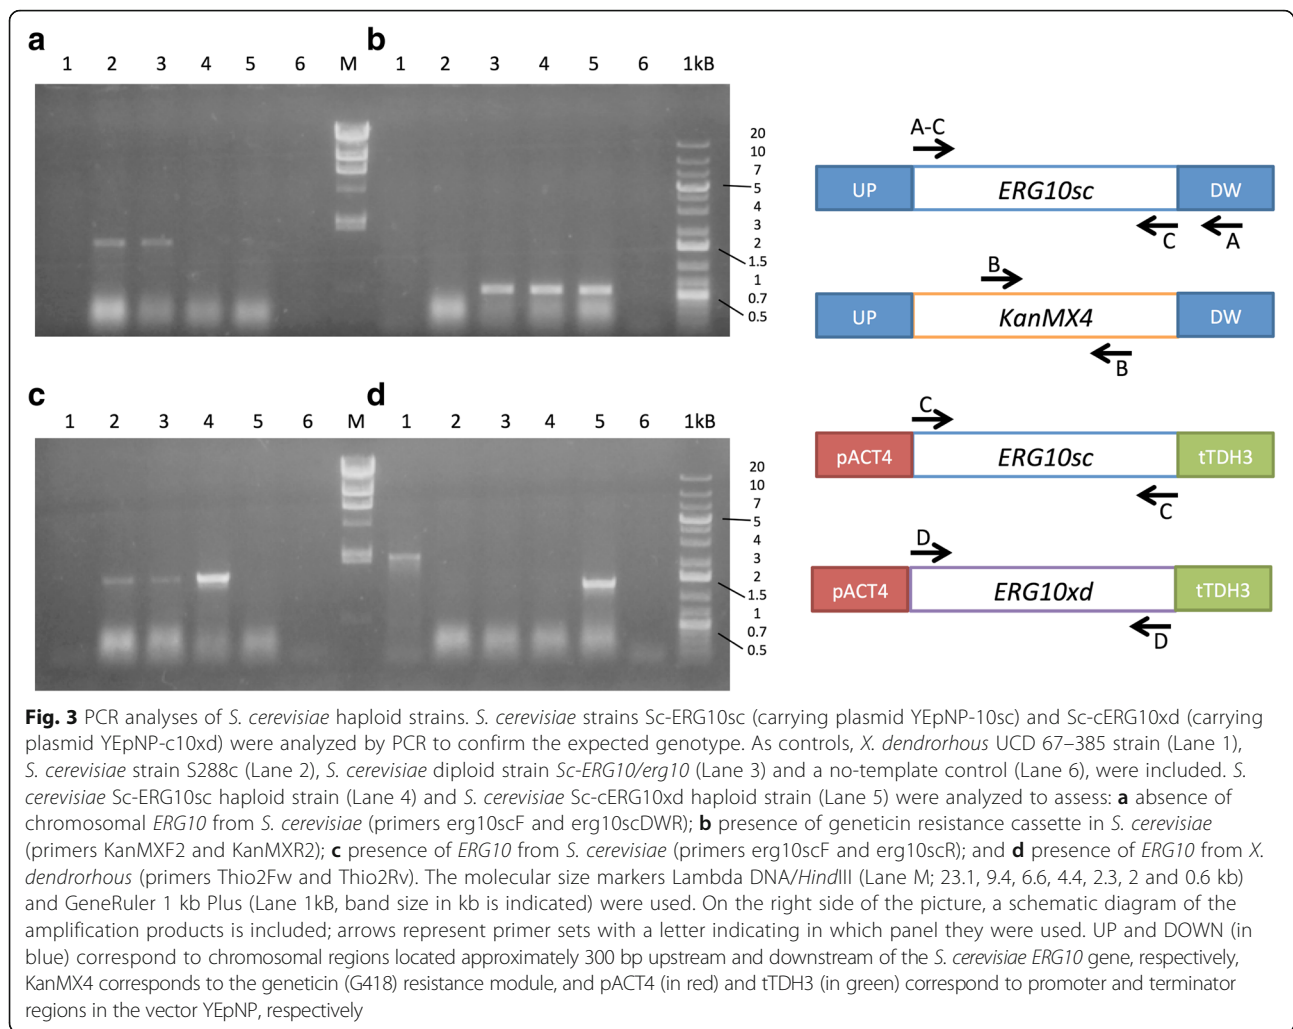 a
1 2 3 4 5 6 M
b
1 2 3 4 5 6 1kB
20
10
7
5
4
3
2
1.5
1
0.7
0.5
A-C
UP ERG10sc DW
C A
B
UP KanMX4 DW
B
c
1 2 3 4 5 6 M
d
1 2 3 4 5 6 1kB
20
10
7
5
4
3
2
1.5
1
0.7
0.5
C
pACT4 ERG10sc tTDH3
C
D
pACT4 ERG10xd tTDH3
D
Fig. 3 PCR analyses of S. cerevisiae haploid strains. S. cerevisiae strains Sc-ERG10sc (carrying plasmid YEpNP-10sc) and Sc-cERG10xd (carrying
plasmid YEpNP-c10xd) were analyzed by PCR to confirm the expected genotype. As controls, X. dendrorhous UCD 67–385 strain (Lane 1),
S. cerevisiae strain S288c (Lane 2), S. cerevisiae diploid strain Sc-ERG10/erg10 (Lane 3) and a no-template control (Lane 6), were included. S.
cerevisiae Sc-ERG10sc haploid strain (Lane 4) and S. cerevisiae Sc-cERG10xd haploid strain (Lane 5) were analyzed to assess: a absence of
chromosomal ERG10 from S. cerevisiae (primers erg10scF and erg10scDWR); b presence of geneticin resistance cassette in S. cerevisiae
(primers KanMXF2 and KanMXR2); c presence of ERG10 from S. cerevisiae (primers erg10scF and erg10scR); and d presence of ERG10 from X.
dendrorhous (primers Thio2Fw and Thio2Rv). The molecular size markers Lambda DNA/HindIII (Lane M; 23.1, 9.4, 6.6, 4.4, 2.3, 2 and 0.6 kb)
and GeneRuler 1 kb Plus (Lane 1kB, band size in kb is indicated) were used. On the right side of the picture, a schematic diagram of the
amplification products is included; arrows represent primer sets with a letter indicating in which panel they were used. UP and DOWN (in
blue) correspond to chromosomal regions located approximately 300 bp upstream and downstream of the S. cerevisiae ERG10 gene, respectively,
KanMX4 corresponds to the geneticin (G418) resistance module, and pACT4 (in red) and tTDH3 (in green) correspond to promoter and terminator
regions in the vector YEpNP, respectively